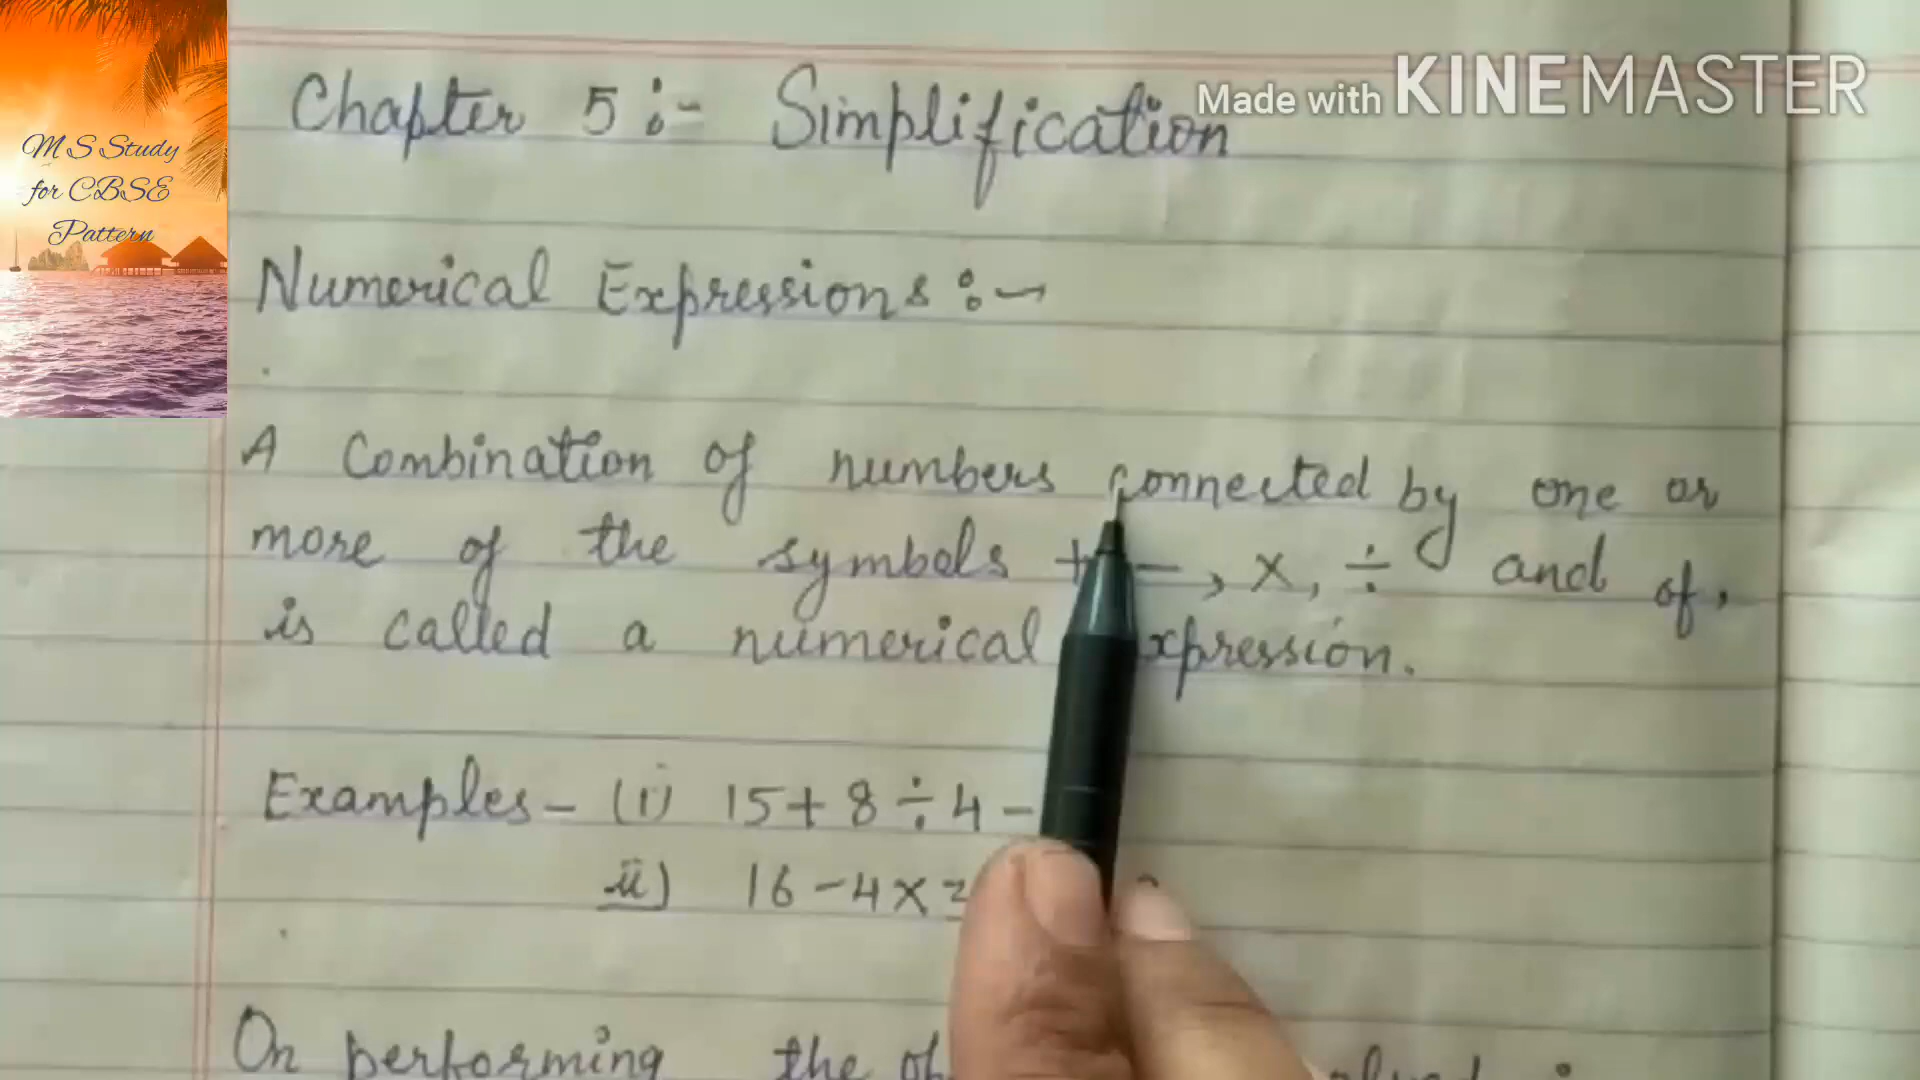 Made with KINEMASTER
M S Study
for CBSE
Pattern
Chapter 5:- Simplification
Numerical Expressions:-
A Combination of numbers connected by one or
more of the symbols + -, ×, ÷ and of,
is called a numerical xpression.
Examples - (i) 15 + 8 ÷ 4 -
ii) 16 - 4 ×
On performing the